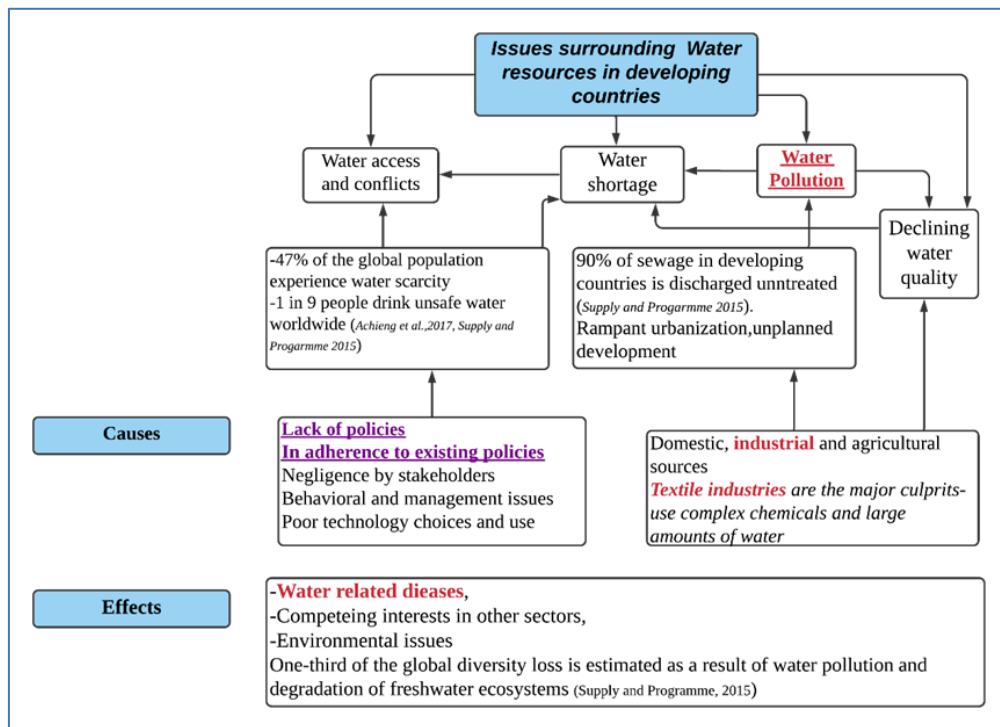 Issues surrounding Water
resources in developing
countries
Water access
and conflicts
Water
shortage
Water
Pollution
Declining
water
quality
-47% of the global population
experience water scarcity
-1 in 9 people drink unsafe water
worldwide (Achieng et al.,2017, Supply and
Progarmme 2015)
90% of sewage in developing
countries is discharged unntreated
(Supply and Progarmme 2015).
Rampant urbanization,unplanned
development
Causes
Lack of policies
In adherence to existing policies
Negligence by stakeholders
Behavioral and management issues
Poor technology choices and use
Domestic, industrial and agricultural
sources
Textile industries are the major culprits-
use complex chemicals and large
amounts of water
Effects
-Water related dieases,
-Competeing interests in other sectors,
-Environmental issues
One-third of the global diversity loss is estimated as a result of water pollution and
degradation of freshwater ecosystems (Supply and Programme, 2015)